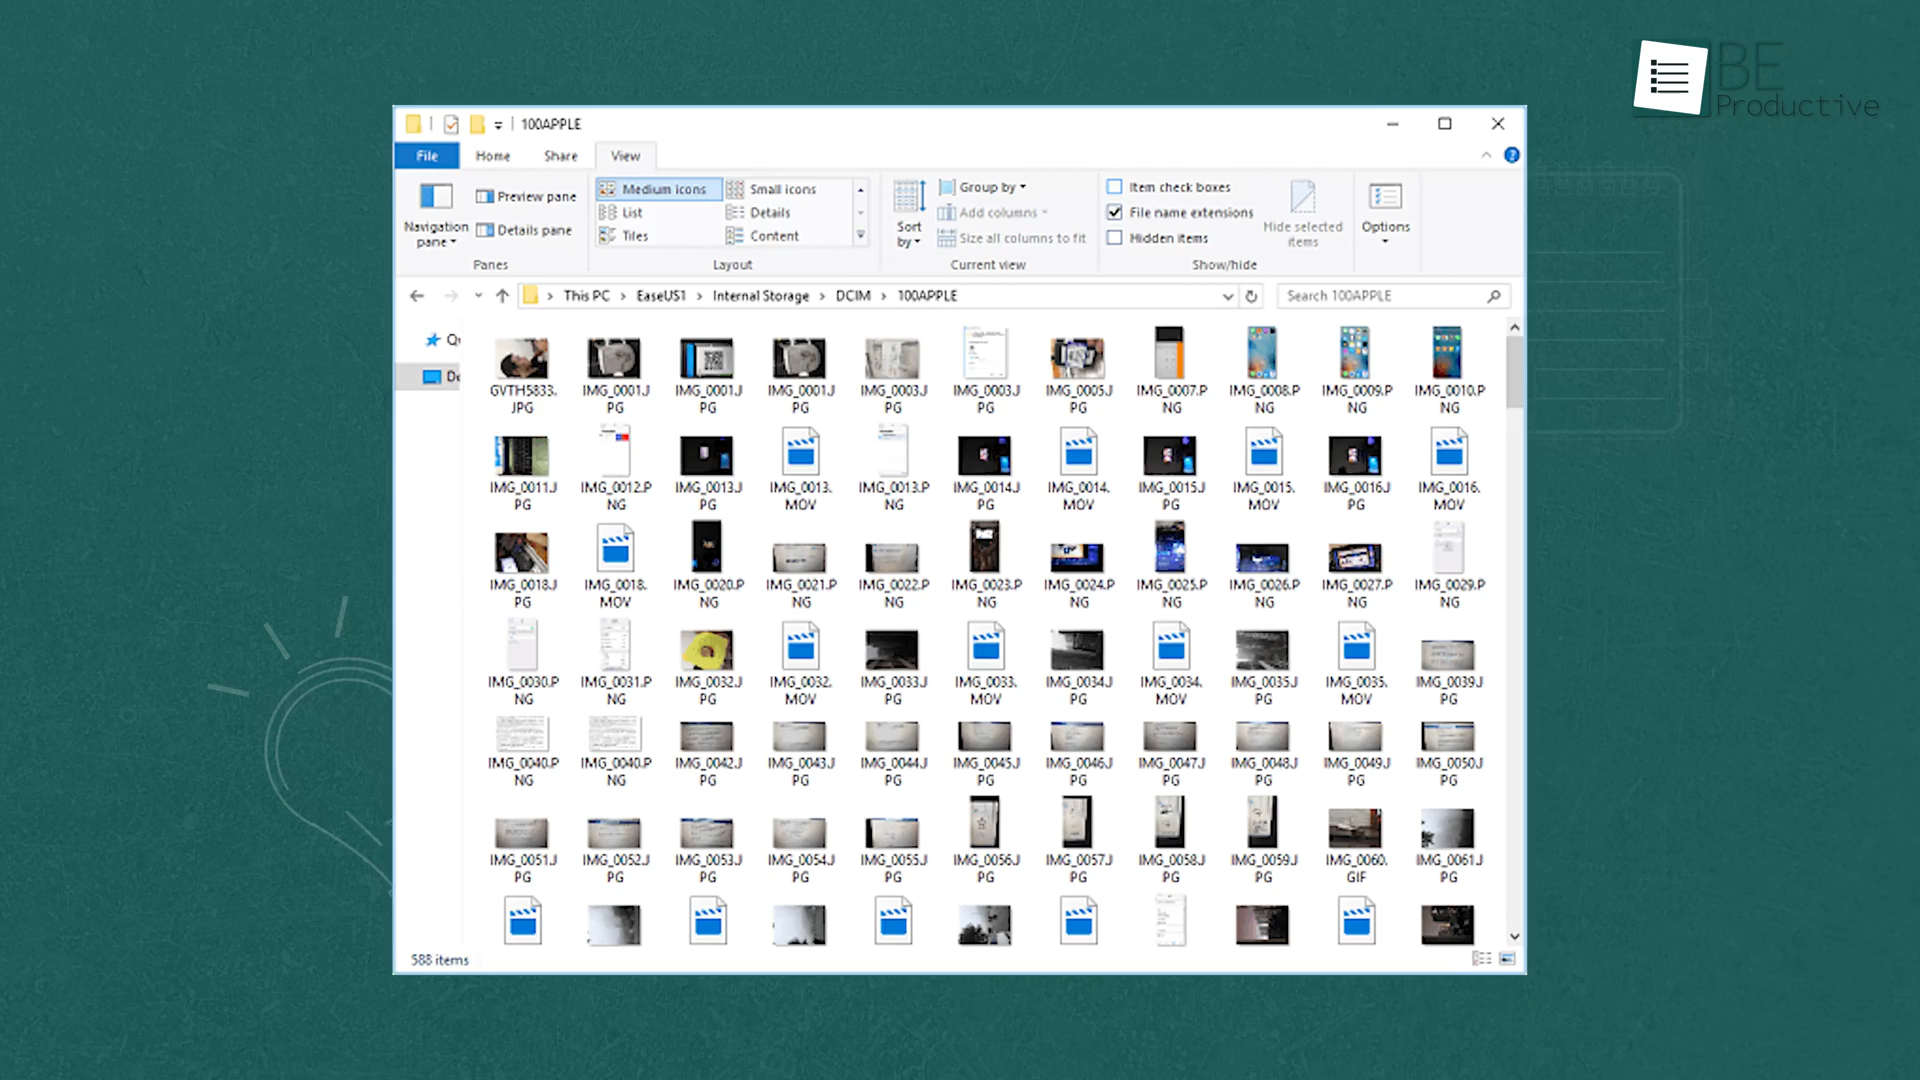 BE
Productive
100APPLE
File Home Share View
Navigation pane
Preview pane
Details pane
Panes
Medium icons Small icons
List Details
Tiles Content
Layout
Sort by
Group by
Add columns
Size all columns to fit
Current view
Item check boxes
File name extensions
Hidden items
Hide selected items
Show/hide
Options
This PC > EaseUS1 > Internal Storage > DCIM > 100APPLE
Search 100APPLE
Qu
De
GVTH5833.JPG IMG_0001.JPG IMG_0001.JPG IMG_0001.JPG IMG_0003.JPG IMG_0003.JPG IMG_0005.JPG IMG_0007.PNG IMG_0008.PNG IMG_0009.PNG IMG_0010.PNG
IMG_0011.JPG IMG_0012.PNG IMG_0013.JPG IMG_0013.MOV IMG_0013.PNG IMG_0014.JPG IMG_0014.MOV IMG_0015.JPG IMG_0015.MOV IMG_0016.JPG IMG_0016.MOV
IMG_0018.JPG IMG_0018.MOV IMG_0020.PNG IMG_0021.PNG IMG_0022.PNG IMG_0023.PNG IMG_0024.PNG IMG_0025.PNG IMG_0026.PNG IMG_0027.PNG IMG_0029.PNG
IMG_0030.PNG IMG_0031.PNG IMG_0032.JPG IMG_0032.MOV IMG_0033.JPG IMG_0033.MOV IMG_0034.JPG IMG_0034.MOV IMG_0035.JPG IMG_0035.MOV IMG_0039.JPG
IMG_0040.PNG IMG_0040.PNG IMG_0042.JPG IMG_0043.JPG IMG_0044.JPG IMG_0045.JPG IMG_0046.JPG IMG_0047.JPG IMG_0048.JPG IMG_0049.JPG IMG_0050.JPG
IMG_0051.JPG IMG_0052.JPG IMG_0053.JPG IMG_0054.JPG IMG_0055.JPG IMG_0056.JPG IMG_0057.JPG IMG_0058.JPG IMG_0059.JPG IMG_0060.GIF IMG_0061.JPG
588 items